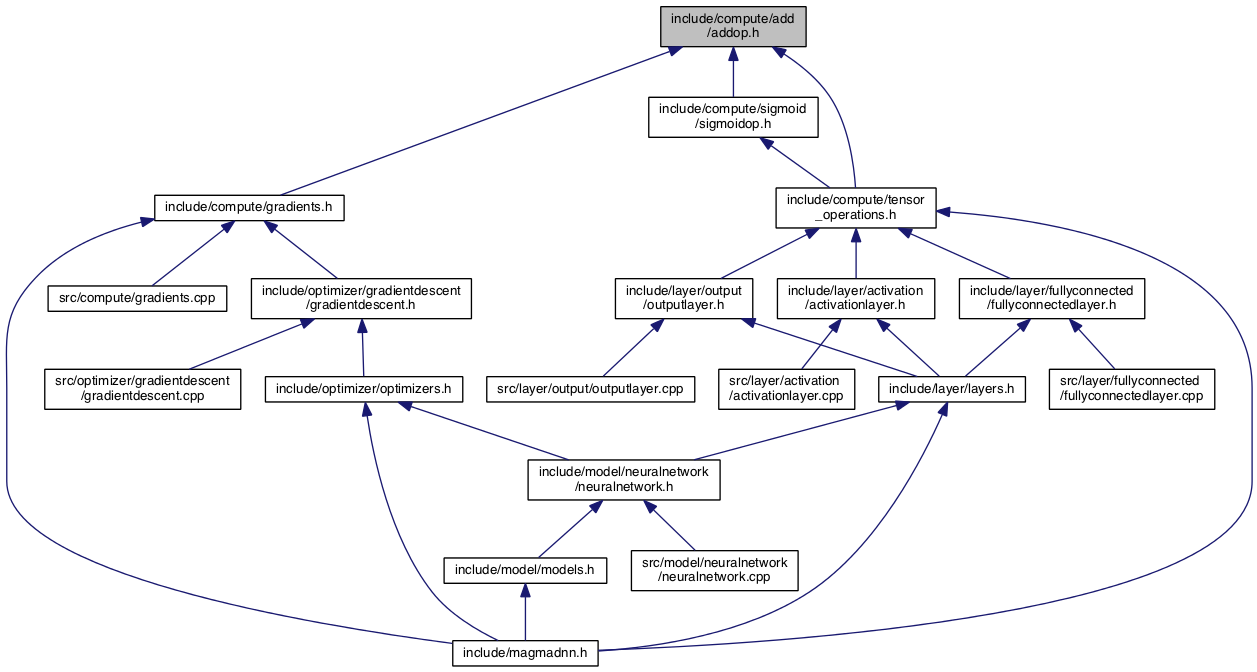 include/compute/add
/addop.h
include/compute/sigmoid
/sigmoidop.h
include/compute/gradients.h
include/compute/tensor
_operations.h
src/compute/gradients.cpp
include/optimizer/gradientdescent
/gradientdescent.h
include/layer/output
/outputlayer.h
include/layer/activation
/activationlayer.h
include/layer/fullyconnected
/fullyconnectedlayer.h
src/optimizer/gradientdescent
/gradientdescent.cpp
include/optimizer/optimizers.h
src/layer/output/outputlayer.cpp
src/layer/activation
/activationlayer.cpp
include/layer/layers.h
src/layer/fullyconnected
/fullyconnectedlayer.cpp
include/model/neuralnetwork
/neuralnetwork.h
include/model/models.h
src/model/neuralnetwork
/neuralnetwork.cpp
include/magmadnn.h